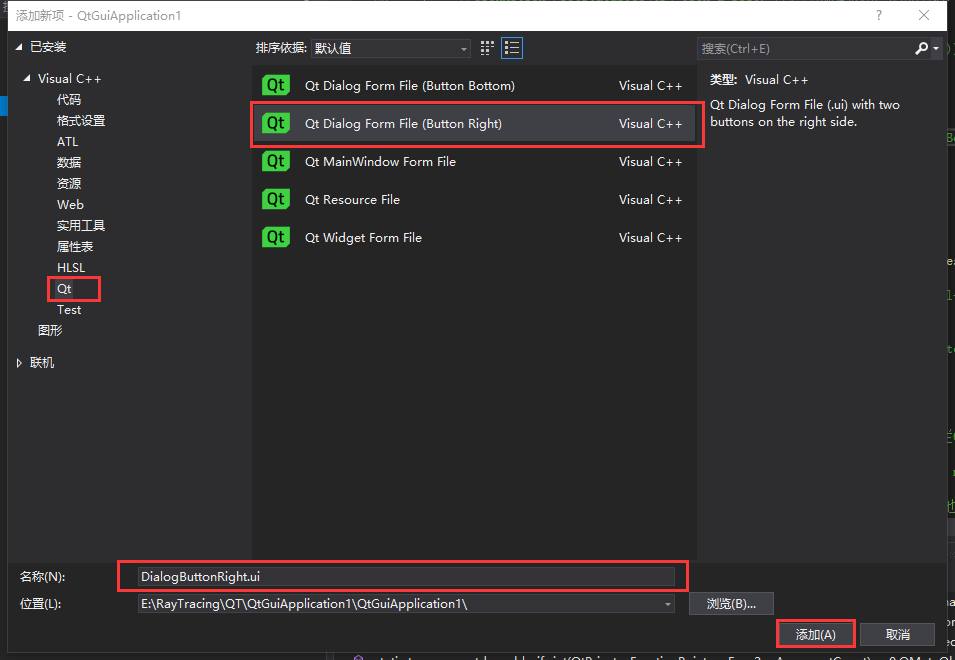 添加新项 - QtGuiApplication1
?
已安装
排序依据: 默认值
搜索(Ctrl+E)
Visual C++
代码
格式设置
ATL
数据
资源
Web
实用工具
属性表
HLSL
Qt
Test
图形
联机
Qt Qt Dialog Form File (Button Bottom) Visual C++
Qt Qt Dialog Form File (Button Right) Visual C++
Qt Qt MainWindow Form File Visual C++
Qt Qt Resource File Visual C++
Qt Qt Widget Form File Visual C++
类型: Visual C++
Qt Dialog Form File (.ui) with two
buttons on the right side.
名称(N): DialogButtonRight.ui
位置(L): E:\RayTracing\QT\QtGuiApplication1\QtGuiApplication1\
浏览(B)...
添加(A) 取消